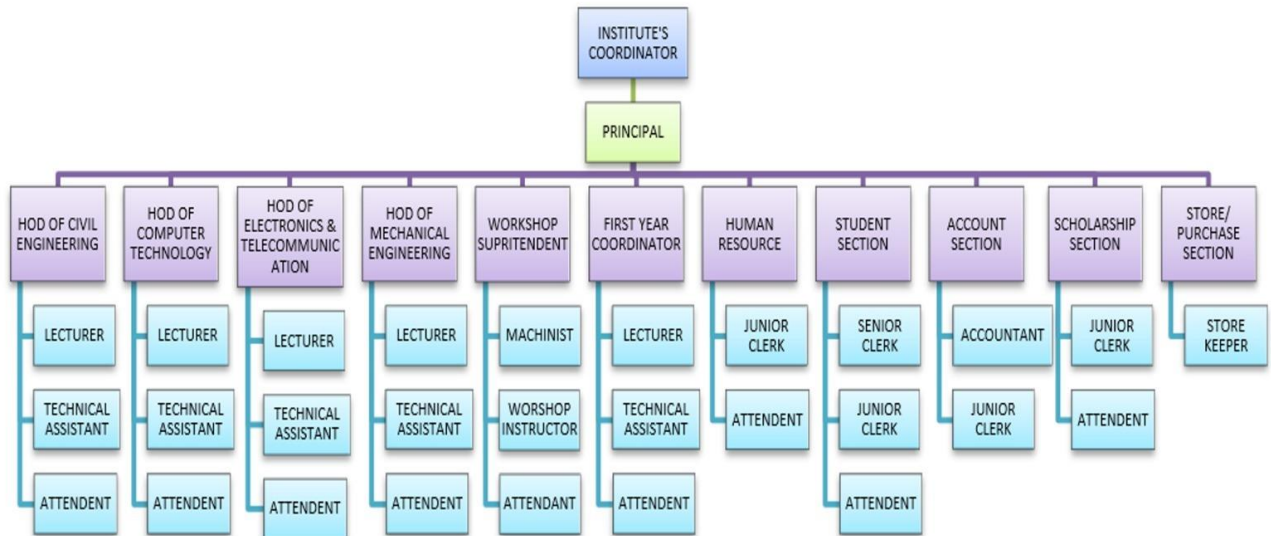 INSTITUTE'S
COORDINATOR
PRINCIPAL
HOD OF CIVIL
ENGINEERING
HOD OF
COMPUTER
TECHNOLOGY
HOD OF
ELECTRONICS &
TELECOMMUNIC
ATION
HOD OF
MECHANICAL
ENGINEERING
WORKSHOP
SUPRITENDENT
FIRST YEAR
COORDINATOR
HUMAN
RESOURCE
STUDENT
SECTION
ACCOUNT
SECTION
SCHOLARSHIP
SECTION
STORE/
PURCHASE
SECTION
LECTURER
LECTURER
LECTURER
LECTURER
MACHINIST
LECTURER
JUNIOR
CLERK
SENIOR
CLERK
ACCOUNTANT
JUNIOR
CLERK
STORE
KEEPER
TECHNICAL
ASSISTANT
TECHNICAL
ASSISTANT
TECHNICAL
ASSISTANT
TECHNICAL
ASSISTANT
WORSHOP
INSTRUCTOR
TECHNICAL
ASSISTANT
ATTENDENT
JUNIOR
CLERK
JUNIOR
CLERK
ATTENDENT
ATTENDENT
ATTENDENT
ATTENDENT
ATTENDENT
ATTENDANT
ATTENDENT
ATTENDENT